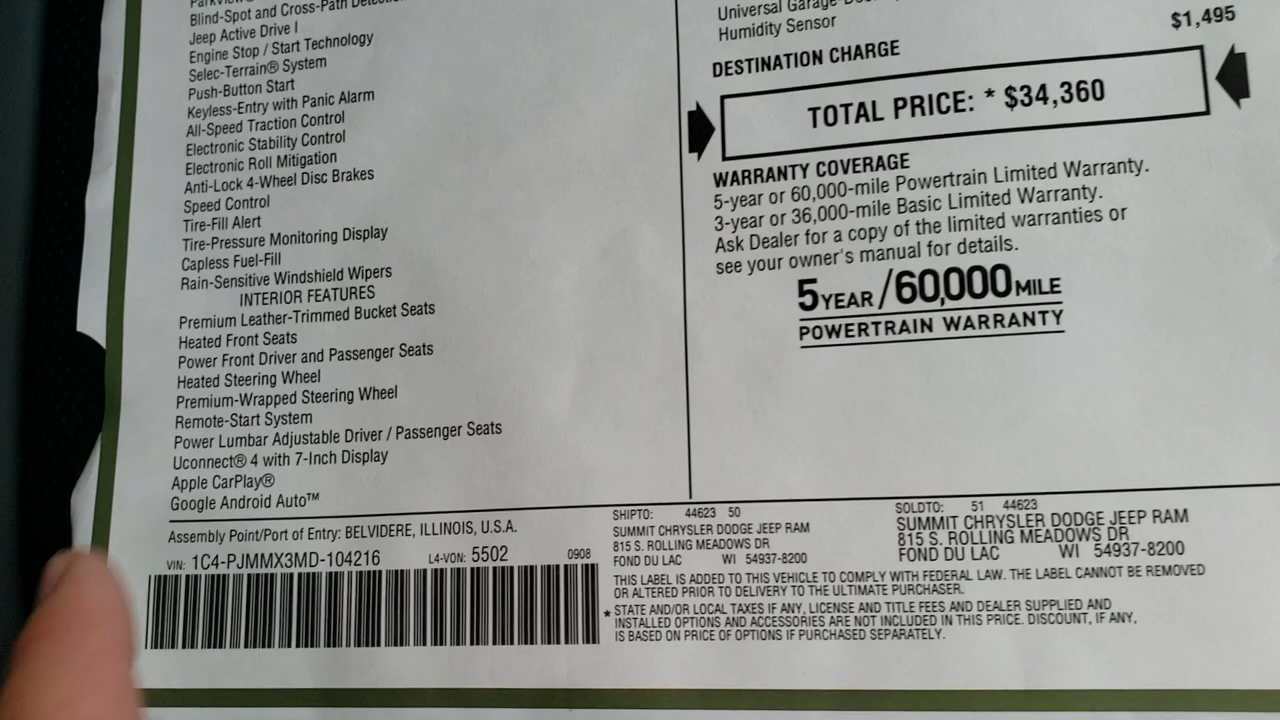 Blind-Spot and Cross-Path
Jeep Active Drive I
Engine Stop / Start Technology
Selec-Terrain® System
Push-Button Start
Keyless-Entry with Panic Alarm
All-Speed Traction Control
Electronic Stability Control
Electronic Roll Mitigation
Anti-Lock 4-Wheel Disc Brakes
Speed Control
Tire-Fill Alert
Tire-Pressure Monitoring Display
Capless Fuel-Fill
Rain-Sensitive Windshield Wipers
INTERIOR FEATURES
Premium Leather-Trimmed Bucket Seats
Heated Front Seats
Power Front Driver and Passenger Seats
Heated Steering Wheel
Premium-Wrapped Steering Wheel
Remote-Start System
Power Lumbar Adjustable Driver / Passenger Seats
Uconnect® 4 with 7-Inch Display
Apple CarPlay®
Google Android Auto™
Universal Garage
Humidity Sensor
DESTINATION CHARGE $1,495
TOTAL PRICE: * $34,360
WARRANTY COVERAGE
5-year or 60,000-mile Powertrain Limited Warranty.
3-year or 36,000-mile Basic Limited Warranty.
Ask Dealer for a copy of the limited warranties or
see your owner's manual for details.
5 YEAR /60,000 MILE
POWERTRAIN WARRANTY
Assembly Point/Port of Entry: BELVIDERE, ILLINOIS, U.S.A.
VIN: 1C4-PJMMX3MD-104216 L4-VON: 5502 0908
SHIPTO: 44623 50
SUMMIT CHRYSLER DODGE JEEP RAM
815 S. ROLLING MEADOWS DR
FOND DU LAC WI 54937-8200
SOLDTO: 51 44623
SUMMIT CHRYSLER DODGE JEEP RAM
815 S. ROLLING MEADOWS DR
FOND DU LAC WI 54937-8200
THIS LABEL IS ADDED TO THIS VEHICLE TO COMPLY WITH FEDERAL LAW. THE LABEL CANNOT BE REMOVED
OR ALTERED PRIOR TO DELIVERY TO THE ULTIMATE PURCHASER.
* STATE AND/OR LOCAL TAXES IF ANY, LICENSE AND TITLE FEES AND DEALER SUPPLIED AND
INSTALLED OPTIONS AND ACCESSORIES ARE NOT INCLUDED IN THIS PRICE. DISCOUNT, IF ANY,
IS BASED ON PRICE OF OPTIONS IF PURCHASED SEPARATELY.